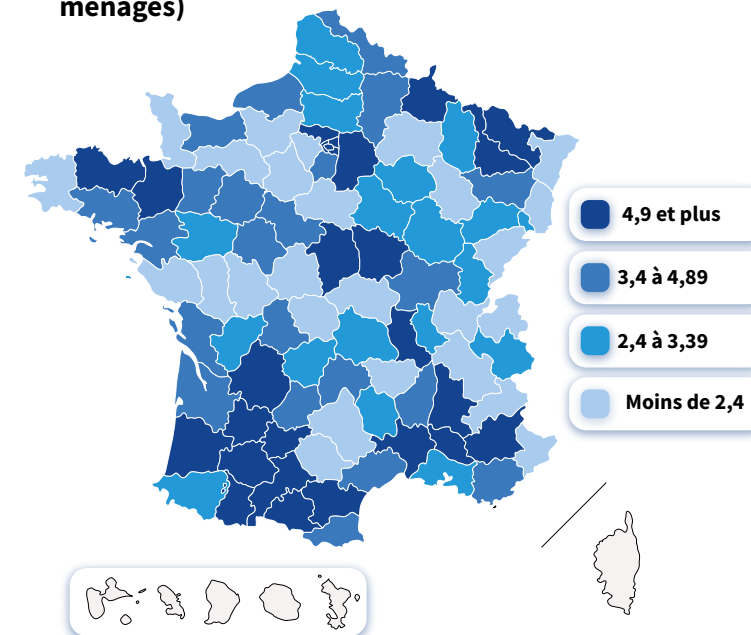 ménages)
4,9 et plus
3,4 à 4,89
2,4 à 3,39
Moins de 2,4